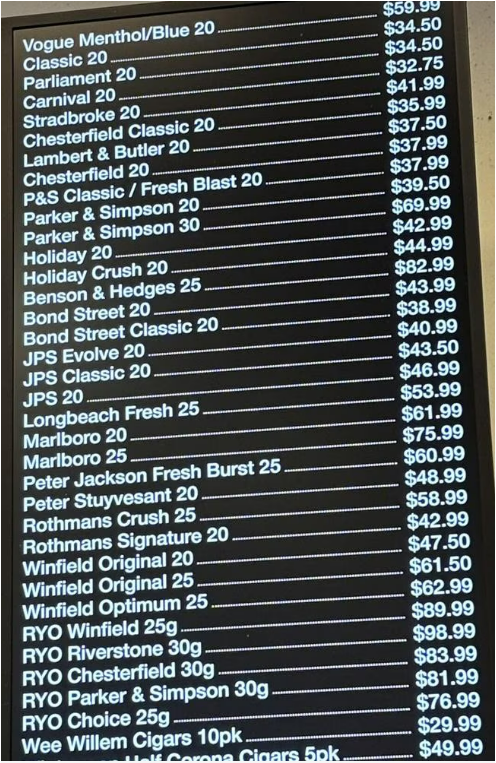 Vogue Menthol/Blue 20 $59.99
Classic 20 $34.50
Parliament 20 $34.50
Carnival 20 $32.75
Stradbroke 20 $41.99
Chesterfield Classic 20 $35.99
Lambert & Butler 20 $37.50
Chesterfield 20 $37.99
P&S Classic / Fresh Blast 20 $37.99
Parker & Simpson 20 $39.50
Parker & Simpson 30 $69.99
Holiday 20 $42.99
Holiday Crush 20 $44.99
Benson & Hedges 25 $82.99
Bond Street 20 $43.99
Bond Street Classic 20 $38.99
JPS Evolve 20 $40.99
JPS Classic 20 $43.50
JPS 20 $46.99
Longbeach Fresh 25 $53.99
Marlboro 20 $61.99
Marlboro 25 $75.99
Peter Jackson Fresh Burst 25 $60.99
Peter Stuyvesant 20 $48.99
Rothmans Crush 25 $58.99
Rothmans Signature 20 $42.99
Winfield Original 20 $47.50
Winfield Original 25 $61.50
Winfield Optimum 25 $62.99
RYO Winfield 25g $89.99
RYO Riverstone 30g $98.99
RYO Chesterfield 30g $83.99
RYO Parker & Simpson 30g $81.99
RYO Choice 25g $76.99
Wee Willem Cigars 10pk $29.99
Half Corona Cigars 5pk $49.99